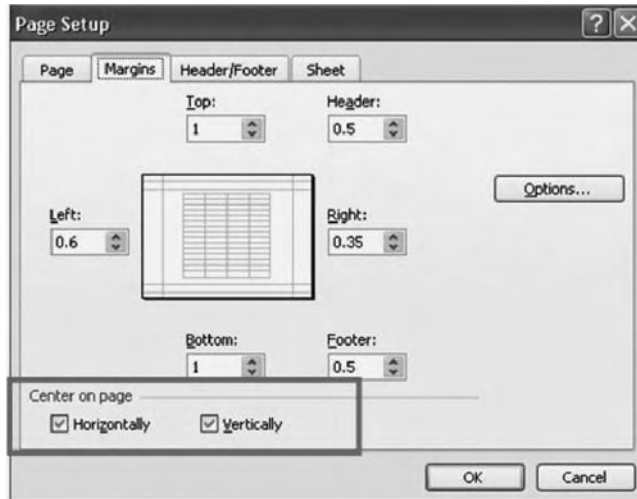 Page Setup
Page Margins Header/Footer Sheet
Top: Header:
1 0.5
Options...
Left: Right:
0.6 0.35
Bottom: Footer:
1 0.5
Center on page
Horizontally Vertically
OK Cancel